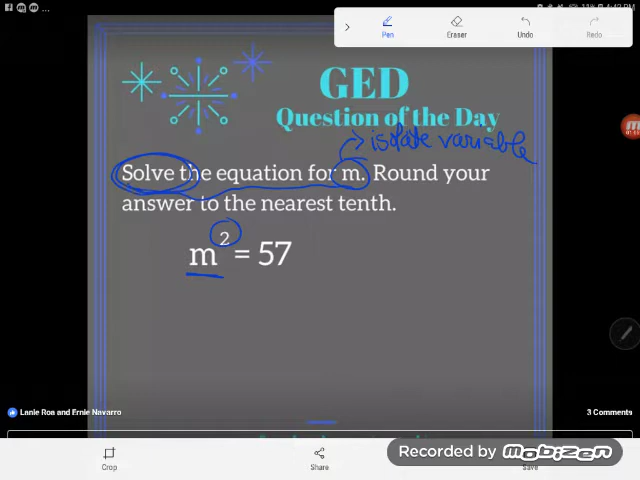 Pen
Eraser
Undo
Redo
GED
Question of the Day
isolate variable
Solve the equation for m. Round your
answer to the nearest tenth.
m² = 57
Lanie Roa and Ernie Navarro
3 Comments
Recorded by mobizen
Crop
Share
Save